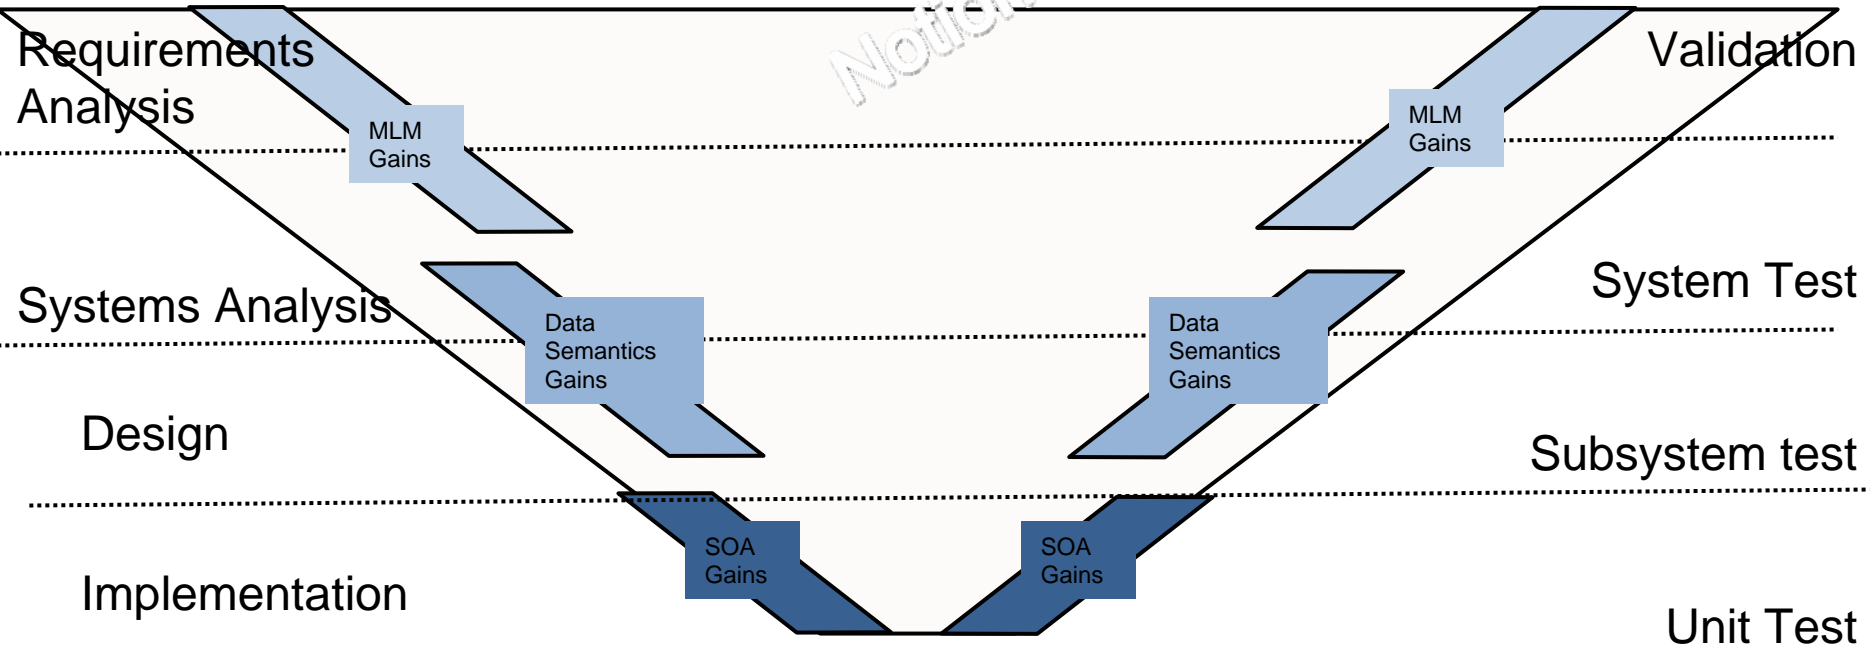 Notion
Requirements
Analysis
Validation
MLM
Gains
MLM
Gains
Systems Analysis
System Test
Data
Semantics
Gains
Data
Semantics
Gains
Design
Subsystem test
SOA
Gains
SOA
Gains
Implementation
Unit Test